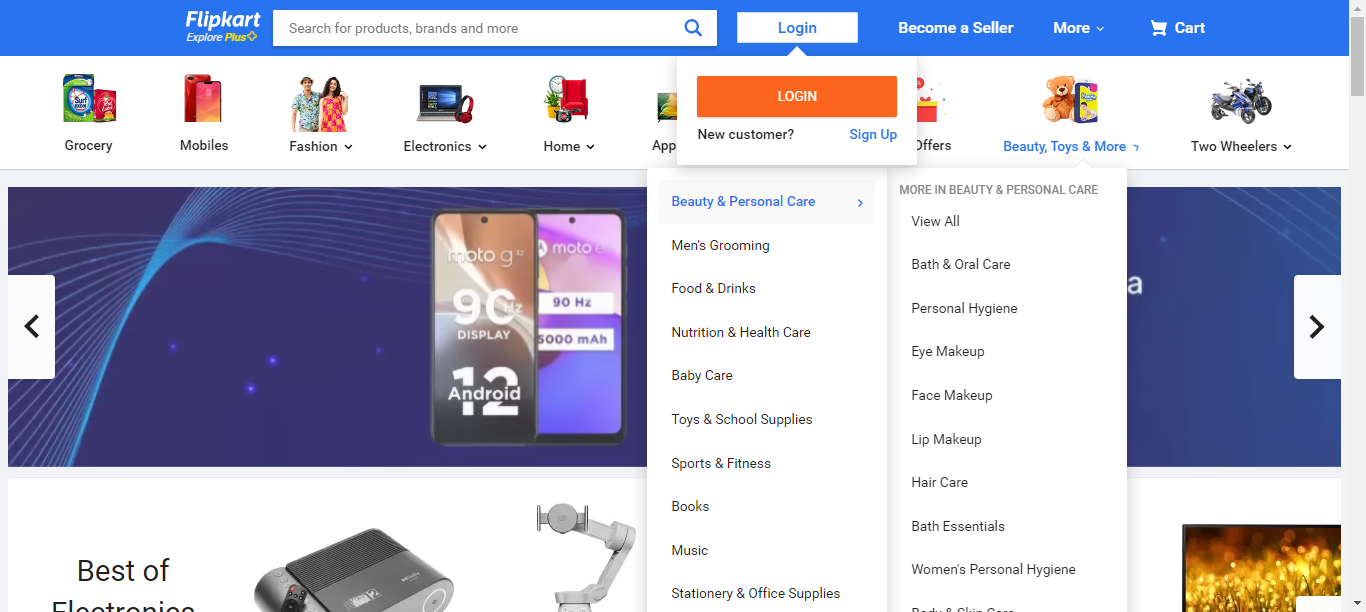 Flipkart
Explore Plus
Search for products, brands and more
Login
Become a Seller
More
Cart
LOGIN
New customer?
Sign Up
Grocery
Mobiles
Fashion
Electronics
Home
App
Offers
Beauty, Toys & More
Two Wheelers
Beauty & Personal Care
Men's Grooming
Food & Drinks
Nutrition & Health Care
Baby Care
Toys & School Supplies
Sports & Fitness
Books
Music
Stationery & Office Supplies
MORE IN BEAUTY & PERSONAL CARE
View All
Bath & Oral Care
Personal Hygiene
Eye Makeup
Face Makeup
Lip Makeup
Hair Care
Bath Essentials
Women's Personal Hygiene
Body & Skin Care
moto g32
90Hz
DISPLAY
12
Android
moto e
90 Hz
5000 mAh
a
Best of
Electronics